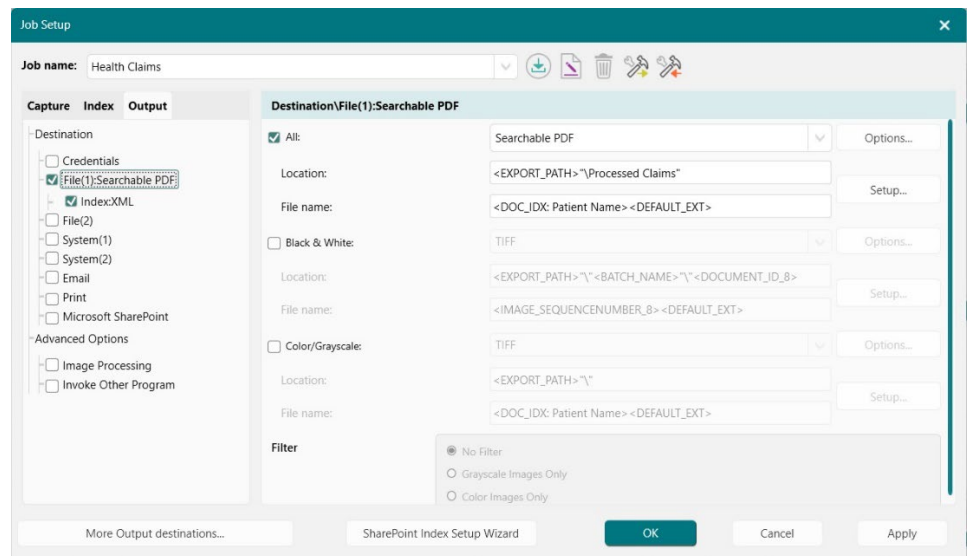 Job Setup
Job name: Health Claims
Capture Index Output
Destination
Credentials
File(1):Searchable PDF
Index:XML
File(2)
System(1)
System(2)
Email
Print
Microsoft SharePoint
Advanced Options
Image Processing
Invoke Other Program
Destination\File(1):Searchable PDF
All: Searchable PDF Options...
Location: <EXPORT_PATH>"\Processed Claims"
Setup...
File name: <DOC_IDX: Patient Name><DEFAULT_EXT>
Black & White: TIFF Options...
Location: <EXPORT_PATH>"\"<BATCH_NAME>"\"<DOCUMENT_ID_8>
Setup...
File name: <IMAGE_SEQUENCENUMBER_8><DEFAULT_EXT>
Color/Grayscale: TIFF Options...
Location: <EXPORT_PATH>"\"
Setup...
File name: <DOC_IDX: Patient Name><DEFAULT_EXT>
Filter No Filter
Grayscale Images Only
Color Images Only
More Output destinations... SharePoint Index Setup Wizard OK Cancel Apply